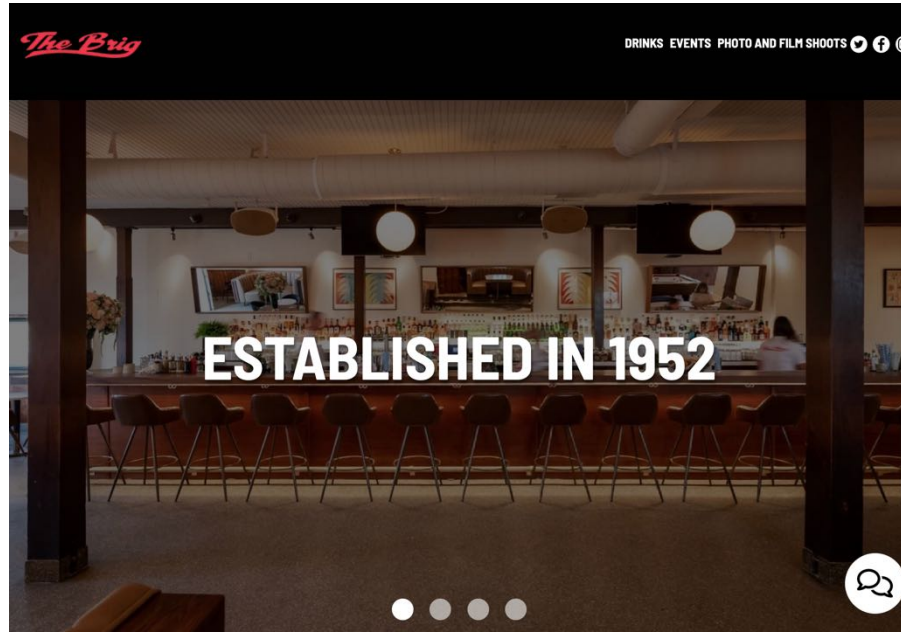 The Brig
DRINKS EVENTS PHOTO AND FILM SHOOTS
ESTABLISHED IN 1952